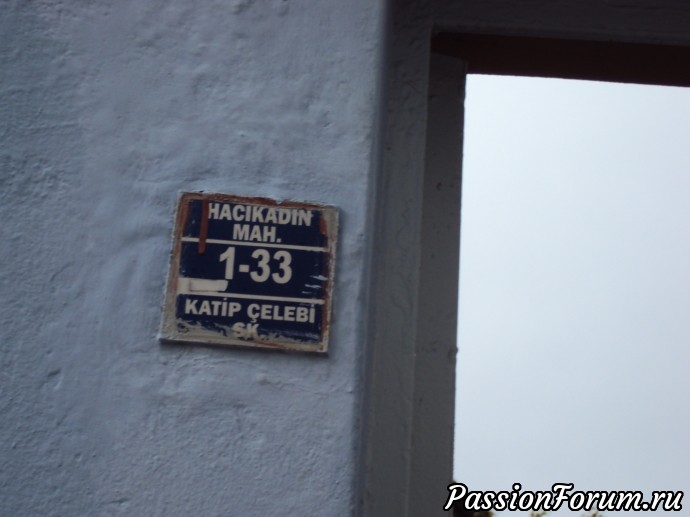 HACIKADIN
MAH.
1-33
KATİP ÇELEBİ
SK.
PassionForum.ru